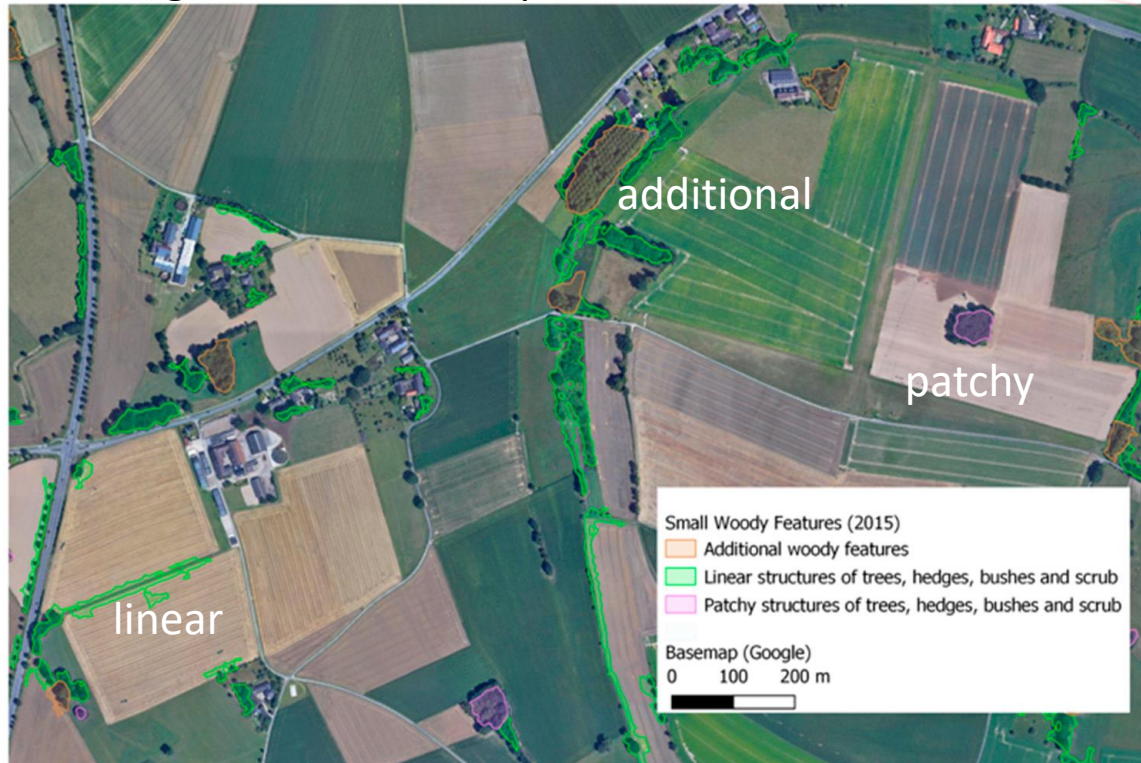 additional
patchy
linear
Small Woody Features (2015)
Additional woody features
Linear structures of trees, hedges, bushes and scrub
Patchy structures of trees, hedges, bushes and scrub
Basemap (Google)
0 100 200 m